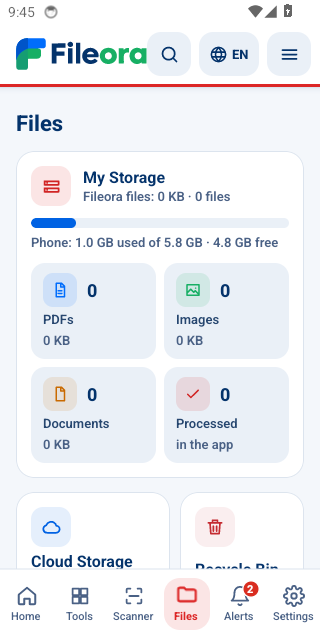 9:45
Fileora
EN
Files
My Storage
Fileora files: 0 KB · 0 files
Phone: 1.0 GB used of 5.8 GB · 4.8 GB free
0
PDFs
0 KB
0
Images
0 KB
0
Documents
0 KB
0
Processed
in the app
Cloud Storage
Recycle Bin
Home
Tools
Scanner
Files
2
Alerts
Settings